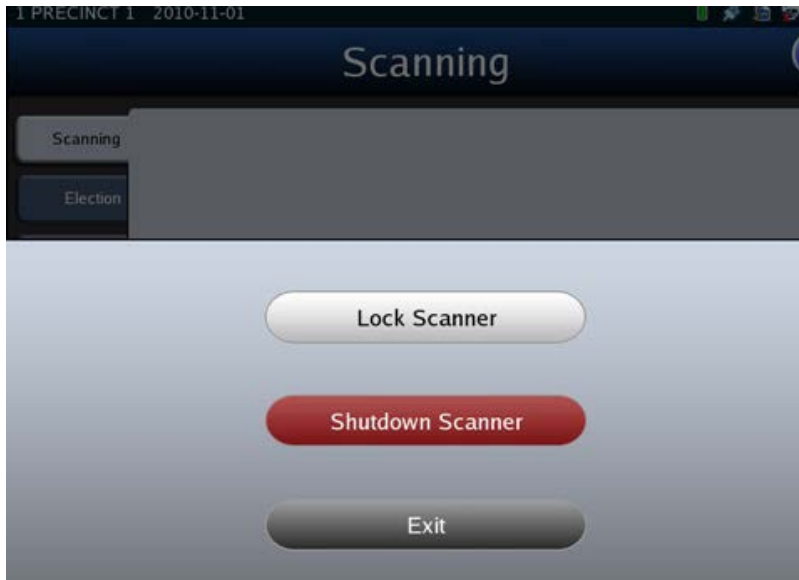 1 PRECINCT 1 2010-11-01
Scanning
Scanning
Election
Lock Scanner
Shutdown Scanner
Exit